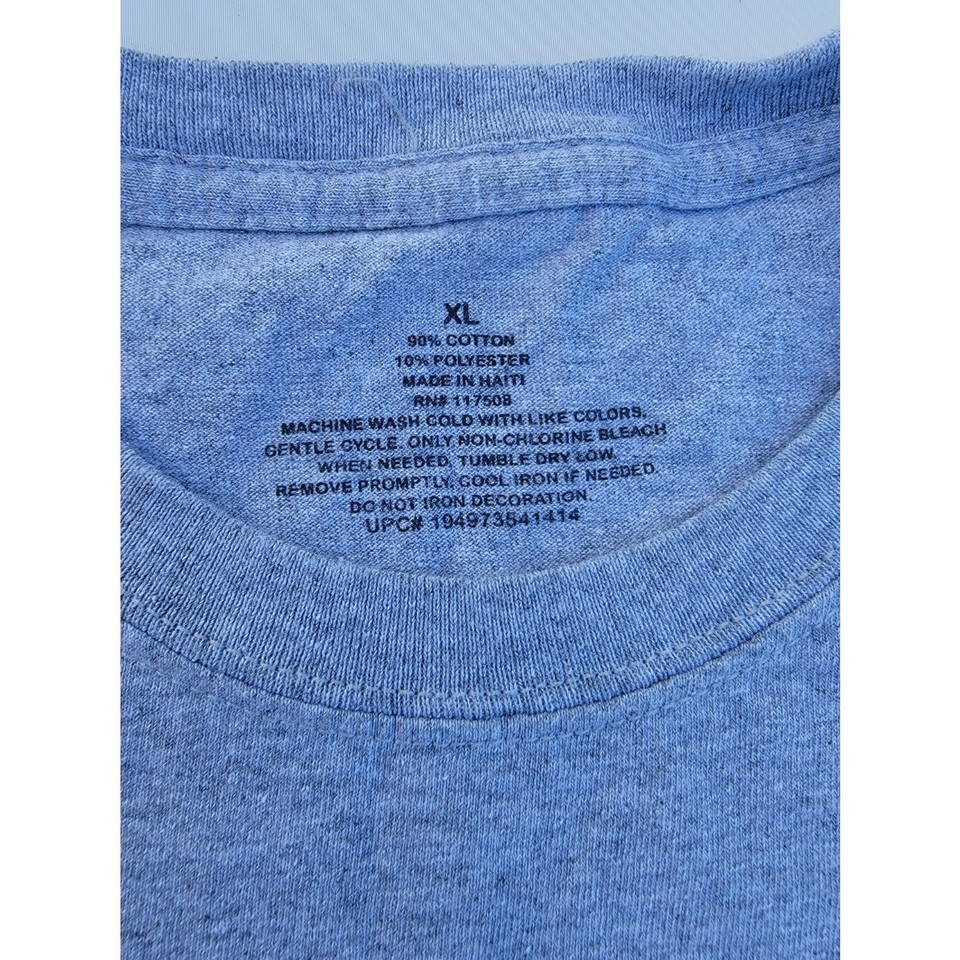 XL
90% COTTON
10% POLYESTER
MADE IN HAITI
RN# 117508
MACHINE WASH COLD WITH LIKE COLORS.
GENTLE CYCLE. ONLY NON-CHLORINE BLEACH
WHEN NEEDED. TUMBLE DRY LOW.
REMOVE PROMPTLY. COOL IRON IF NEEDED.
DO NOT IRON DECORATION.
UPC# 194973541414